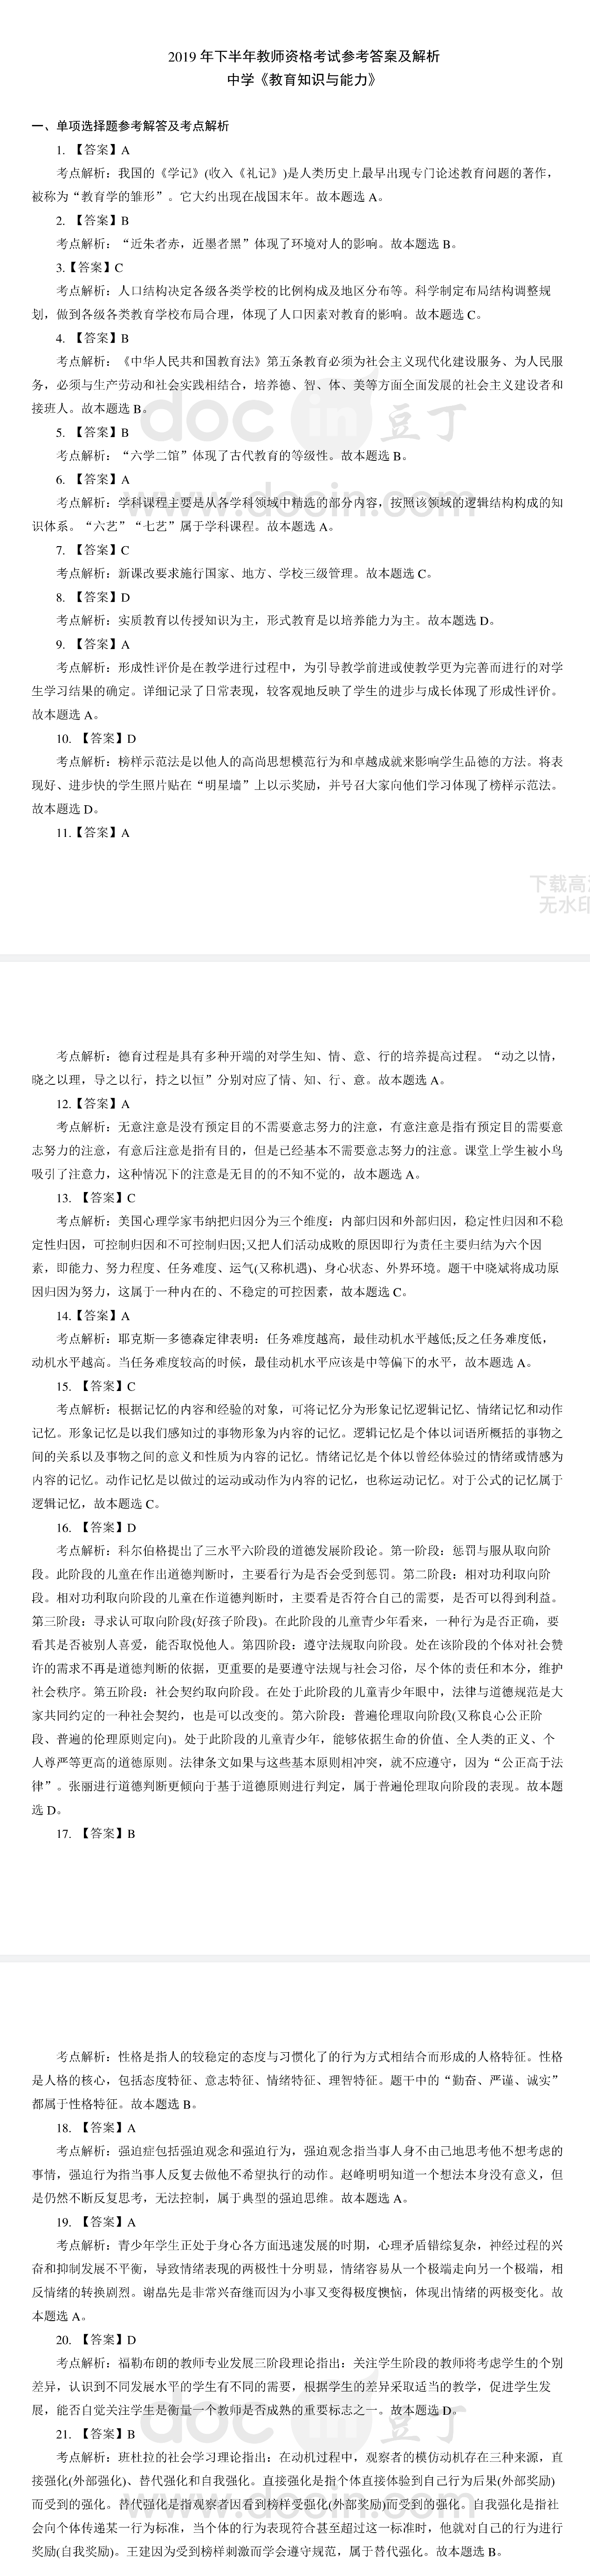 2019 年下半年教师资格考试参考答案及解析
中学《教育知识与能力》
一、单项选择题参考解答及考点解析
1. 【答案】A
考点解析：我国的《学记》(收入《礼记》)是人类历史上最早出现专门论述教育问题的著作，
被称为“教育学的雏形”。它大约出现在战国末年。故本题选 A。
2. 【答案】B
考点解析：“近朱者赤，近墨者黑”体现了环境对人的影响。故本题选 B。
3.【答案】C
考点解析：人口结构决定各级各类学校的比例构成及地区分布等。科学制定布局结构调整规
划，做到各级各类教育学校布局合理，体现了人口因素对教育的影响。故本题选 C。
4. 【答案】B
考点解析：《中华人民共和国教育法》第五条教育必须为社会主义现代化建设服务、为人民服
务，必须与生产劳动和社会实践相结合，培养德、智、体、美等方面全面发展的社会主义建设者和
接班人。故本题选 B。
5. 【答案】B
考点解析：“六学二馆”体现了古代教育的等级性。故本题选 B。
6. 【答案】A
考点解析：学科课程主要是从各学科领域中精选的部分内容，按照该领域的逻辑结构构成的知
识体系。“六艺”“七艺”属于学科课程。故本题选 A。
7. 【答案】C
考点解析：新课改要求施行国家、地方、学校三级管理。故本题选 C。
8. 【答案】D
考点解析：实质教育以传授知识为主，形式教育是以培养能力为主。故本题选 D。
9. 【答案】A
考点解析：形成性评价是在教学进行过程中，为引导教学前进或使教学更为完善而进行的对学
生学习结果的确定。详细记录了日常表现，较客观地反映了学生的进步与成长体现了形成性评价。
故本题选 A。
10. 【答案】D
考点解析：榜样示范法是以他人的高尚思想模范行为和卓越成就来影响学生品德的方法。将表
现好、进步快的学生照片贴在“明星墙”上以示奖励，并号召大家向他们学习体现了榜样示范法。
故本题选 D。
11.【答案】A
下载高清
无水印
考点解析：德育过程是具有多种开端的对学生知、情、意、行的培养提高过程。“动之以情，
晓之以理，导之以行，持之以恒”分别对应了情、知、行、意。故本题选 A。
12.【答案】A
考点解析：无意注意是没有预定目的不需要意志努力的注意，有意注意是指有预定目的需要意
志努力的注意，有意后注意是指有目的，但是已经基本不需要意志努力的注意。课堂上学生被小鸟
吸引了注意力，这种情况下的注意是无目的的不知不觉的，故本题选 A。
13. 【答案】C
考点解析：美国心理学家韦纳把归因分为三个维度：内部归因和外部归因，稳定性归因和不稳
定性归因，可控制归因和不可控制归因;又把人们活动成败的原因即行为责任主要归结为六个因
素，即能力、努力程度、任务难度、运气(又称机遇)、身心状态、外界环境。题干中晓斌将成功原
因归因为努力，这属于一种内在的、不稳定的可控因素，故本题选 C。
14.【答案】A
考点解析：耶克斯—多德森定律表明：任务难度越高，最佳动机水平越低;反之任务难度低，
动机水平越高。当任务难度较高的时候，最佳动机水平应该是中等偏下的水平，故本题选 A。
15. 【答案】C
考点解析：根据记忆的内容和经验的对象，可将记忆分为形象记忆逻辑记忆、情绪记忆和动作
记忆。形象记忆是以我们感知过的事物形象为内容的记忆。逻辑记忆是个体以词语所概括的事物之
间的关系以及事物之间的意义和性质为内容的记忆。情绪记忆是个体以曾经体验过的情绪或情感为
内容的记忆。动作记忆是以做过的运动或动作为内容的记忆，也称运动记忆。对于公式的记忆属于
逻辑记忆，故本题选 C。
16. 【答案】D
考点解析：科尔伯格提出了三水平六阶段的道德发展阶段论。第一阶段：惩罚与服从取向阶
段。此阶段的儿童在作出道德判断时，主要看行为是否会受到惩罚。第二阶段：相对功利取向阶
段。相对功利取向阶段的儿童在作道德判断时，主要看是否符合自己的需要，是否可以得到利益。
第三阶段：寻求认可取向阶段(好孩子阶段)。在此阶段的儿童青少年看来，一种行为是否正确，要
看其是否被别人喜爱，能否取悦他人。第四阶段：遵守法规取向阶段。处在该阶段的个体对社会赞
许的需求不再是道德判断的依据，更重要的是要遵守法规与社会习俗，尽个体的责任和本分，维护
社会秩序。第五阶段：社会契约取向阶段。在处于此阶段的儿童青少年眼中，法律与道德规范是大
家共同约定的一种社会契约，也是可以改变的。第六阶段：普遍伦理取向阶段(又称良心公正阶
段、普遍的伦理原则定向)。处于此阶段的儿童青少年，能够依据生命的价值、全人类的正义、个
人尊严等更高的道德原则。法律条文如果与这些基本原则相冲突，就不应遵守，因为“公正高于法
律”。张丽进行道德判断更倾向于基于道德原则进行判定，属于普遍伦理取向阶段的表现。故本题
选 D。
17. 【答案】B
考点解析：性格是指人的较稳定的态度与习惯化了的行为方式相结合而形成的人格特征。性格
是人格的核心，包括态度特征、意志特征、情绪特征、理智特征。题干中的“勤奋、严谨、诚实”
都属于性格特征。故本题选 B。
18. 【答案】A
考点解析：强迫症包括强迫观念和强迫行为，强迫观念指当事人身不由己地思考他不想考虑的
事情，强迫行为指当事人反复去做他不希望执行的动作。赵峰明明知道一个想法本身没有意义，但
是仍然不断反复思考，无法控制，属于典型的强迫思维。故本题选 A。
19. 【答案】A
考点解析：青少年学生正处于身心各方面迅速发展的时期，心理矛盾错综复杂，神经过程的兴
奋和抑制发展不平衡，导致情绪表现的两极性十分明显，情绪容易从一个极端走向另一个极端，相
反情绪的转换剧烈。谢晶先是非常兴奋继而因为小事又变得极度懊恼，体现出情绪的两极变化。故
本题选 A。
20. 【答案】D
考点解析：福勒布朗的教师专业发展三阶段理论指出：关注学生阶段的教师将考虑学生的个别
差异，认识到不同发展水平的学生有不同的需要，根据学生的差异采取适当的教学，促进学生发
展，能否自觉关注学生是衡量一个教师是否成熟的重要标志之一。故本题选 D。
21. 【答案】B
考点解析：班杜拉的社会学习理论指出：在动机过程中，观察者的模仿动机存在三种来源，直
接强化(外部强化)、替代强化和自我强化。直接强化是指个体直接体验到自己行为后果(外部奖励)
而受到的强化。替代强化是指观察者因看到榜样受强化(外部奖励)而受到的强化。自我强化是指社
会向个体传递某一行为标准，当个体的行为表现符合甚至超过这一标准时，他就对自己的行为进行
奖励(自我奖励)。王建因为受到榜样刺激而学会遵守规范，属于替代强化。故本题选 B。